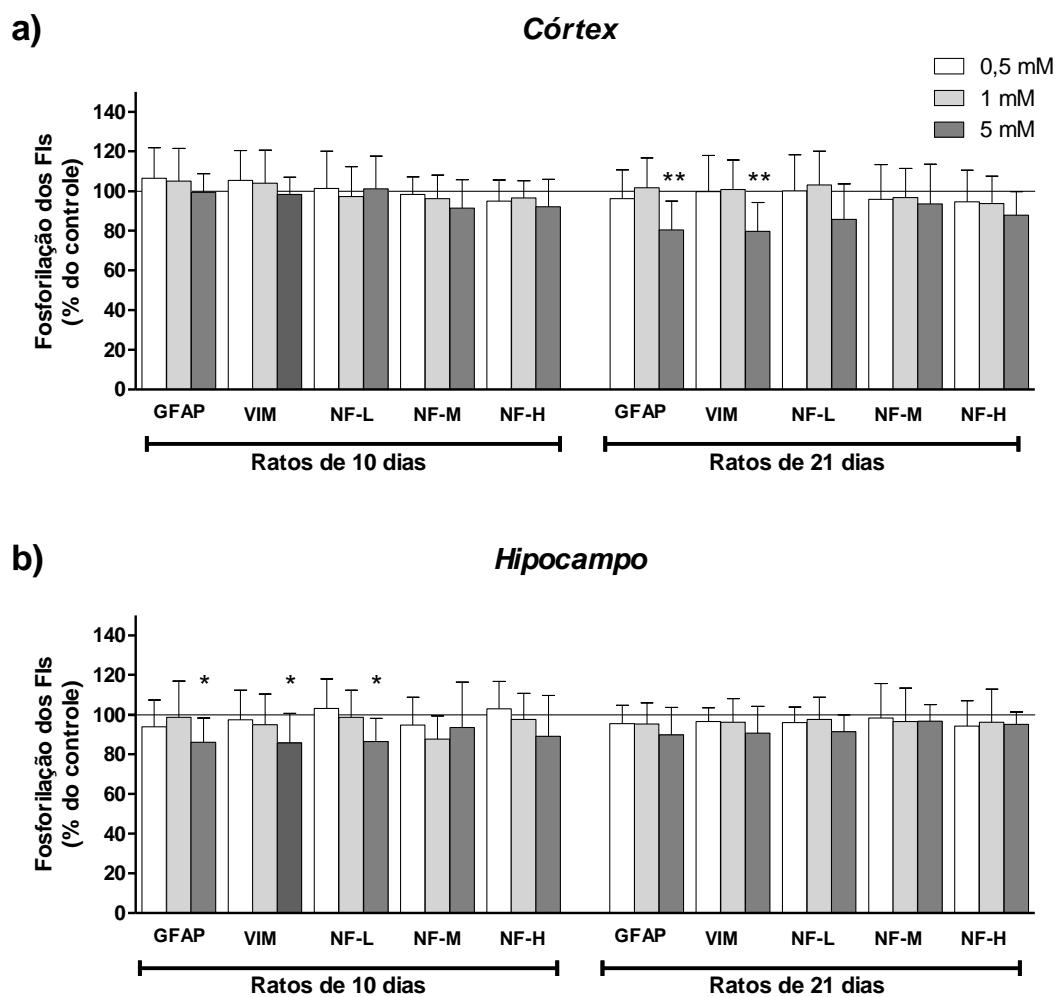 a)
Córtex
0,5 mM
1 mM
5 mM
Fosforilação dos FIs
(% do controle)
140
120
100
80
60
40
20
0
** **
GFAP VIM NF-L NF-M NF-H GFAP VIM NF-L NF-M NF-H
Ratos de 10 dias Ratos de 21 dias
b)
Hipocampo
Fosforilação dos FIs
(% do controle)
140
120
100
80
60
40
20
0
* * *
GFAP VIM NF-L NF-M NF-H GFAP VIM NF-L NF-M NF-H
Ratos de 10 dias Ratos de 21 dias